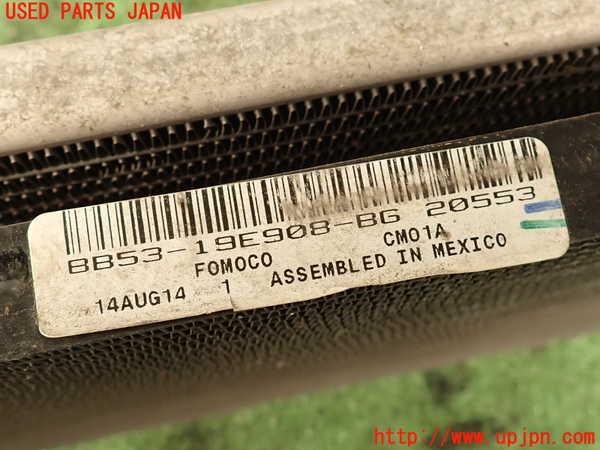 USED PARTS JAPAN
BB53-19E908-BG 20553
FOMOCO CM01A
14AUG14 1 ASSEMBLED IN MEXICO
http://www.upjpn.com/